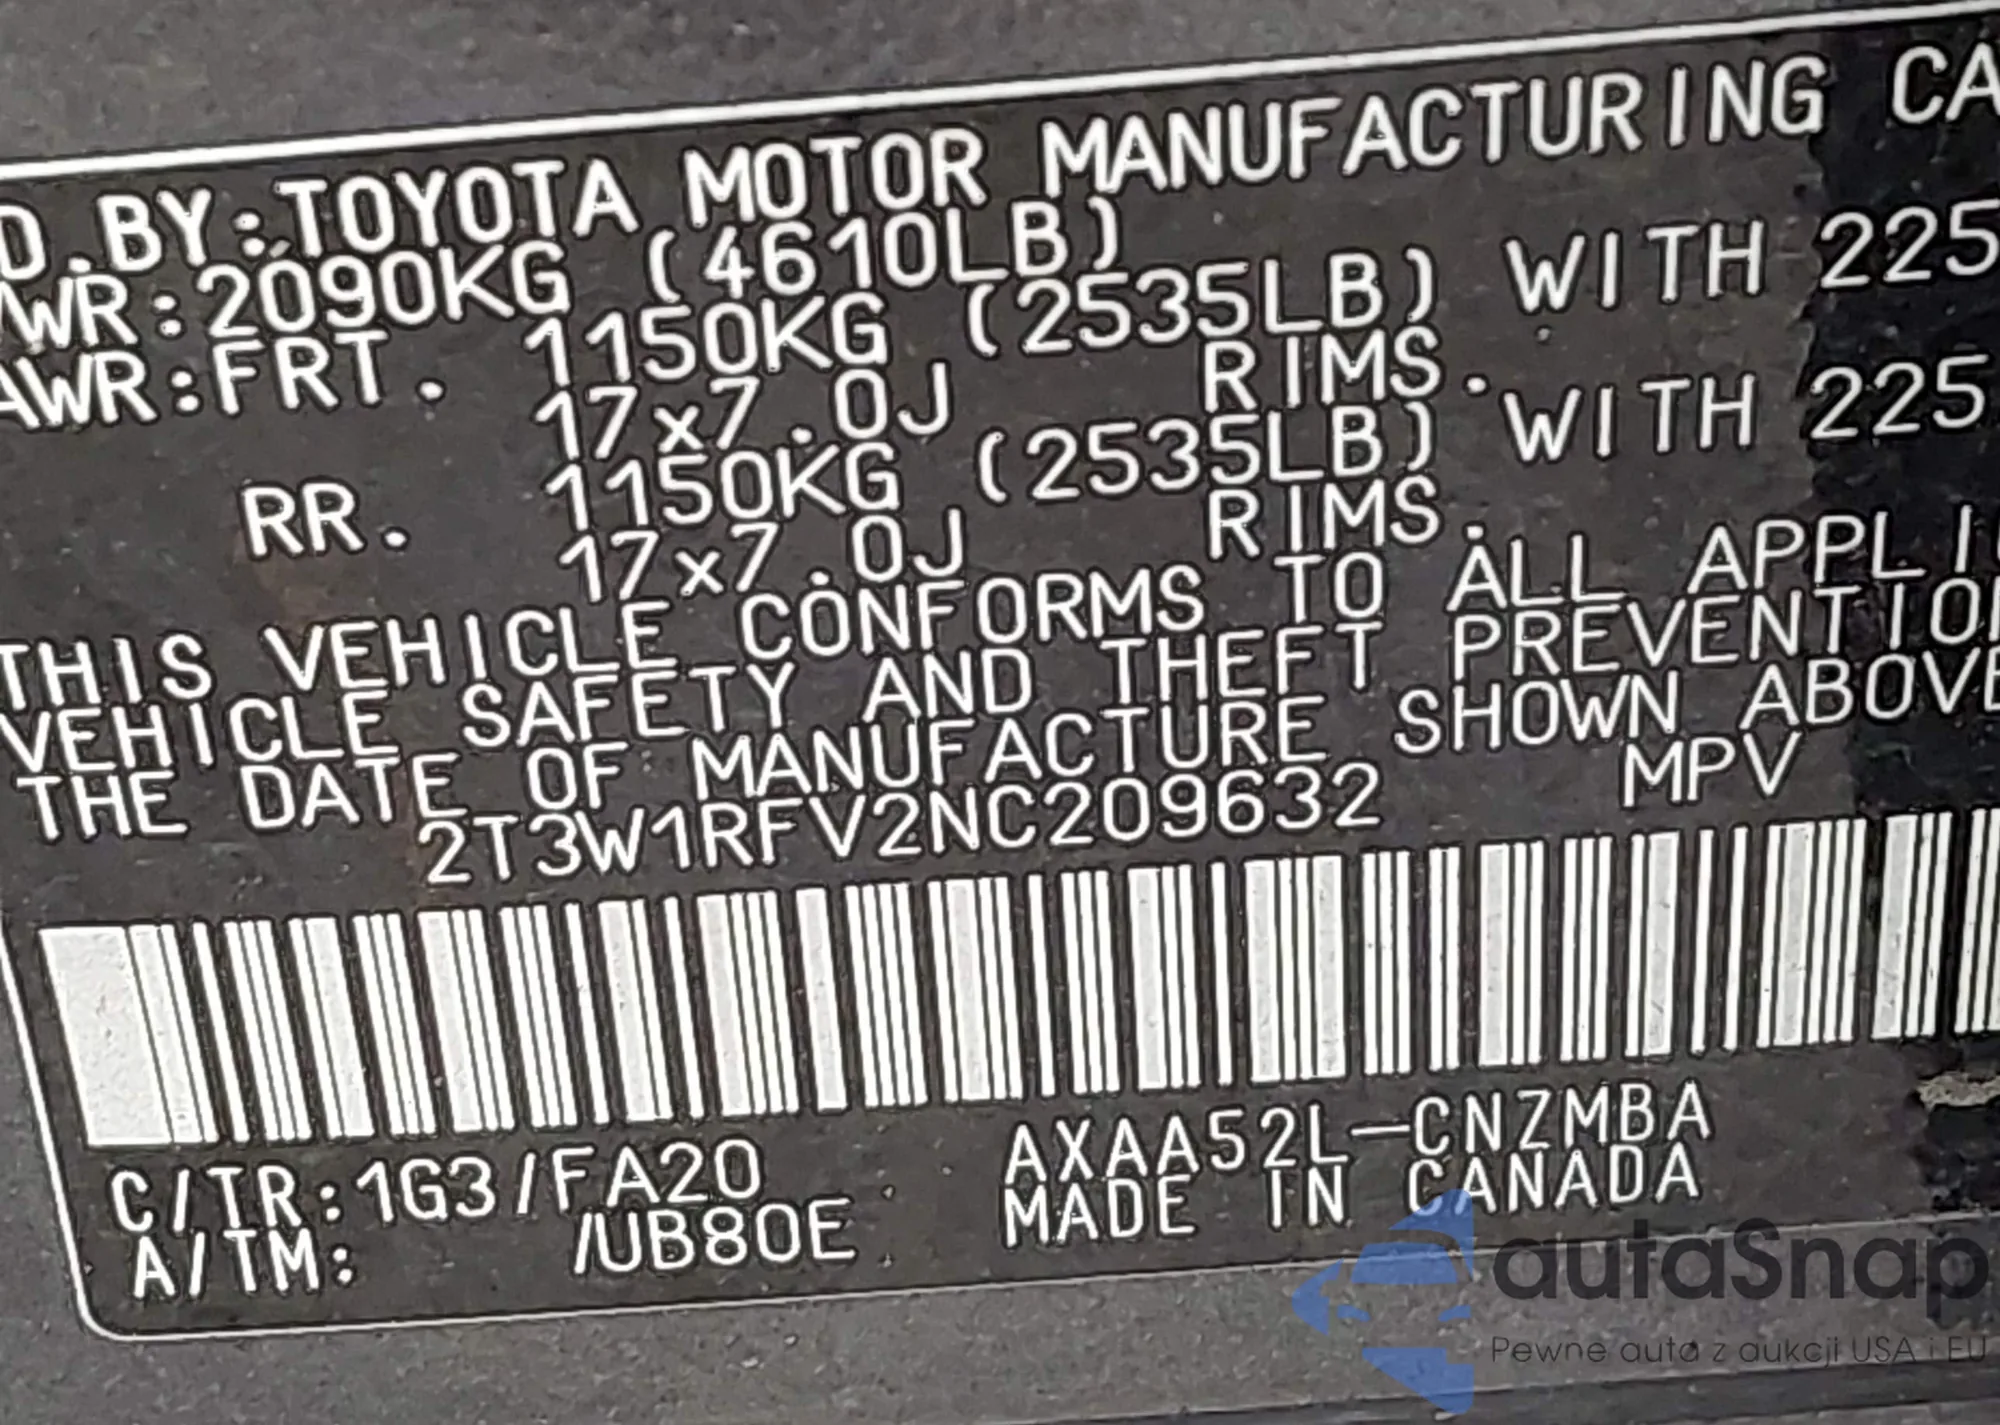 D.BY:TOYOTA MOTOR MANUFACTURING CA
WR:2090KG (4610LB)
AWR:FRT. 1150KG (2535LB) WITH 225
17x7.0J RIMS.
RR. 1150KG (2535LB) WITH 225
17x7.0J RIMS.
THIS VEHICLE CONFORMS TO ALL APPLI
VEHICLE SAFETY AND THEFT PREVENTION
THE DATE OF MANUFACTURE SHOWN ABOVE
2T3W1RFV2NC209632 MPV
C/TR:1G3/FA20 AXAA52L-CNZMBA
A/TM: /UB80E MADE IN CANADA
autaSnap
Pewne auta z aukcji USA i EU